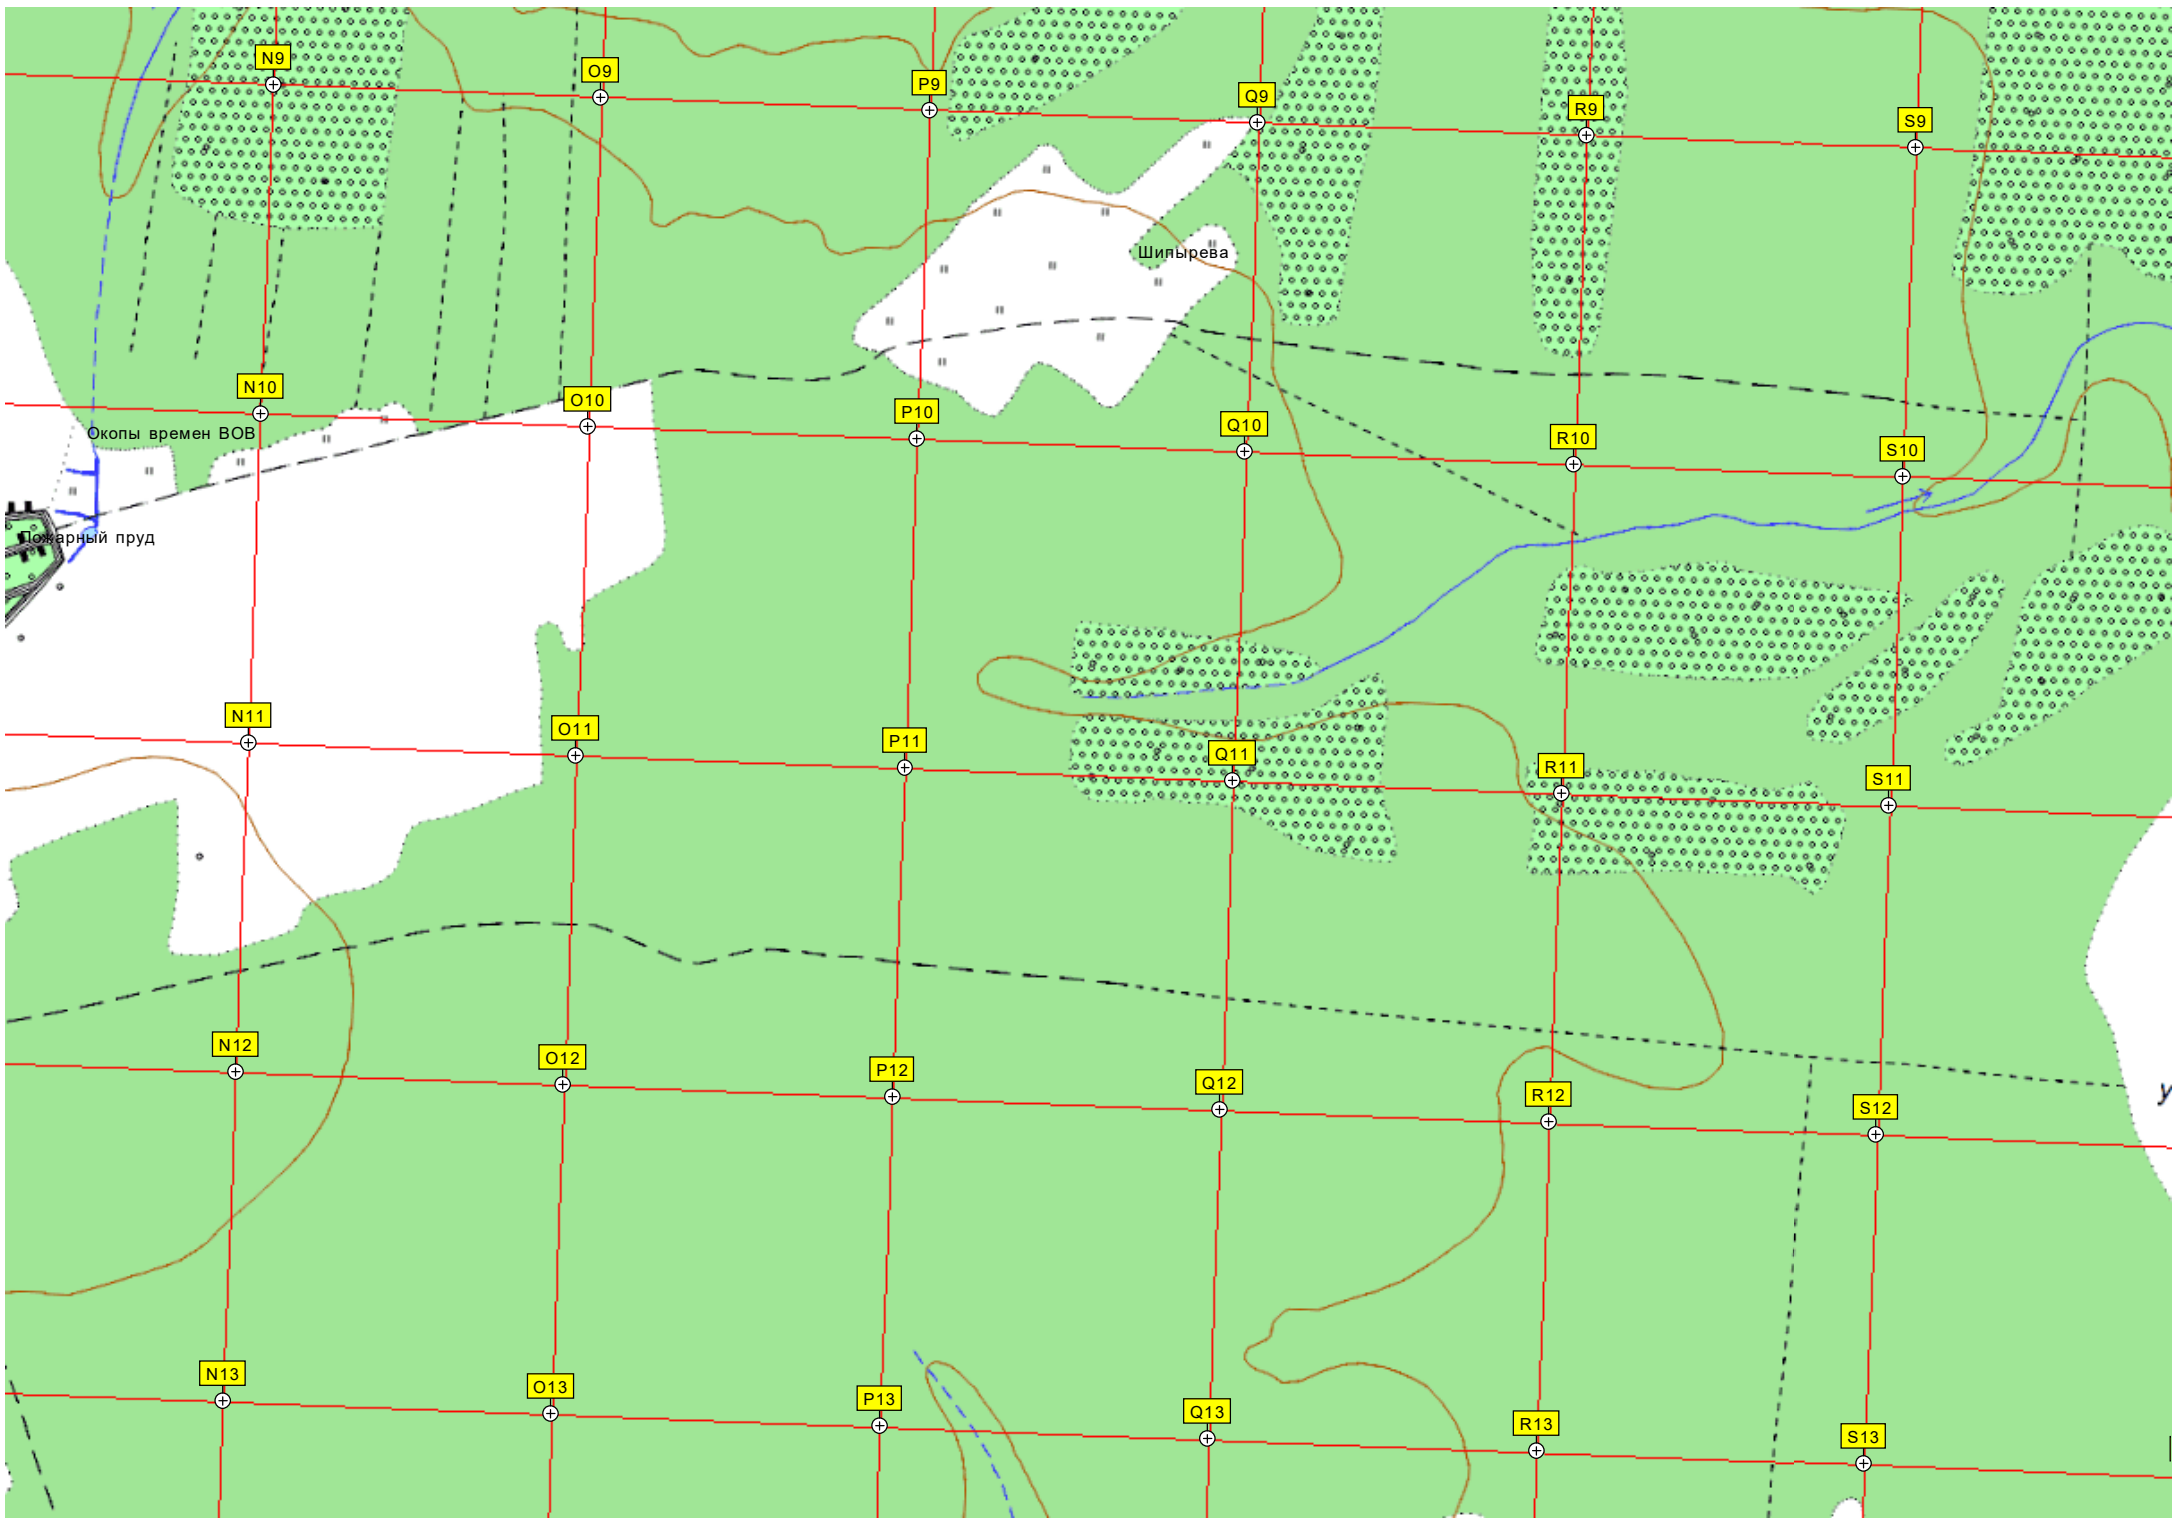 N9
O9
P9
Q9
R9
S9
Шипырева
N10
O10
P10
Q10
R10
S10
Окопы времен ВОВ
Пожарный пруд
N11
O11
P11
Q11
R11
S11
N12
O12
P12
Q12
R12
S12
у
N13
O13
P13
Q13
R13
S13